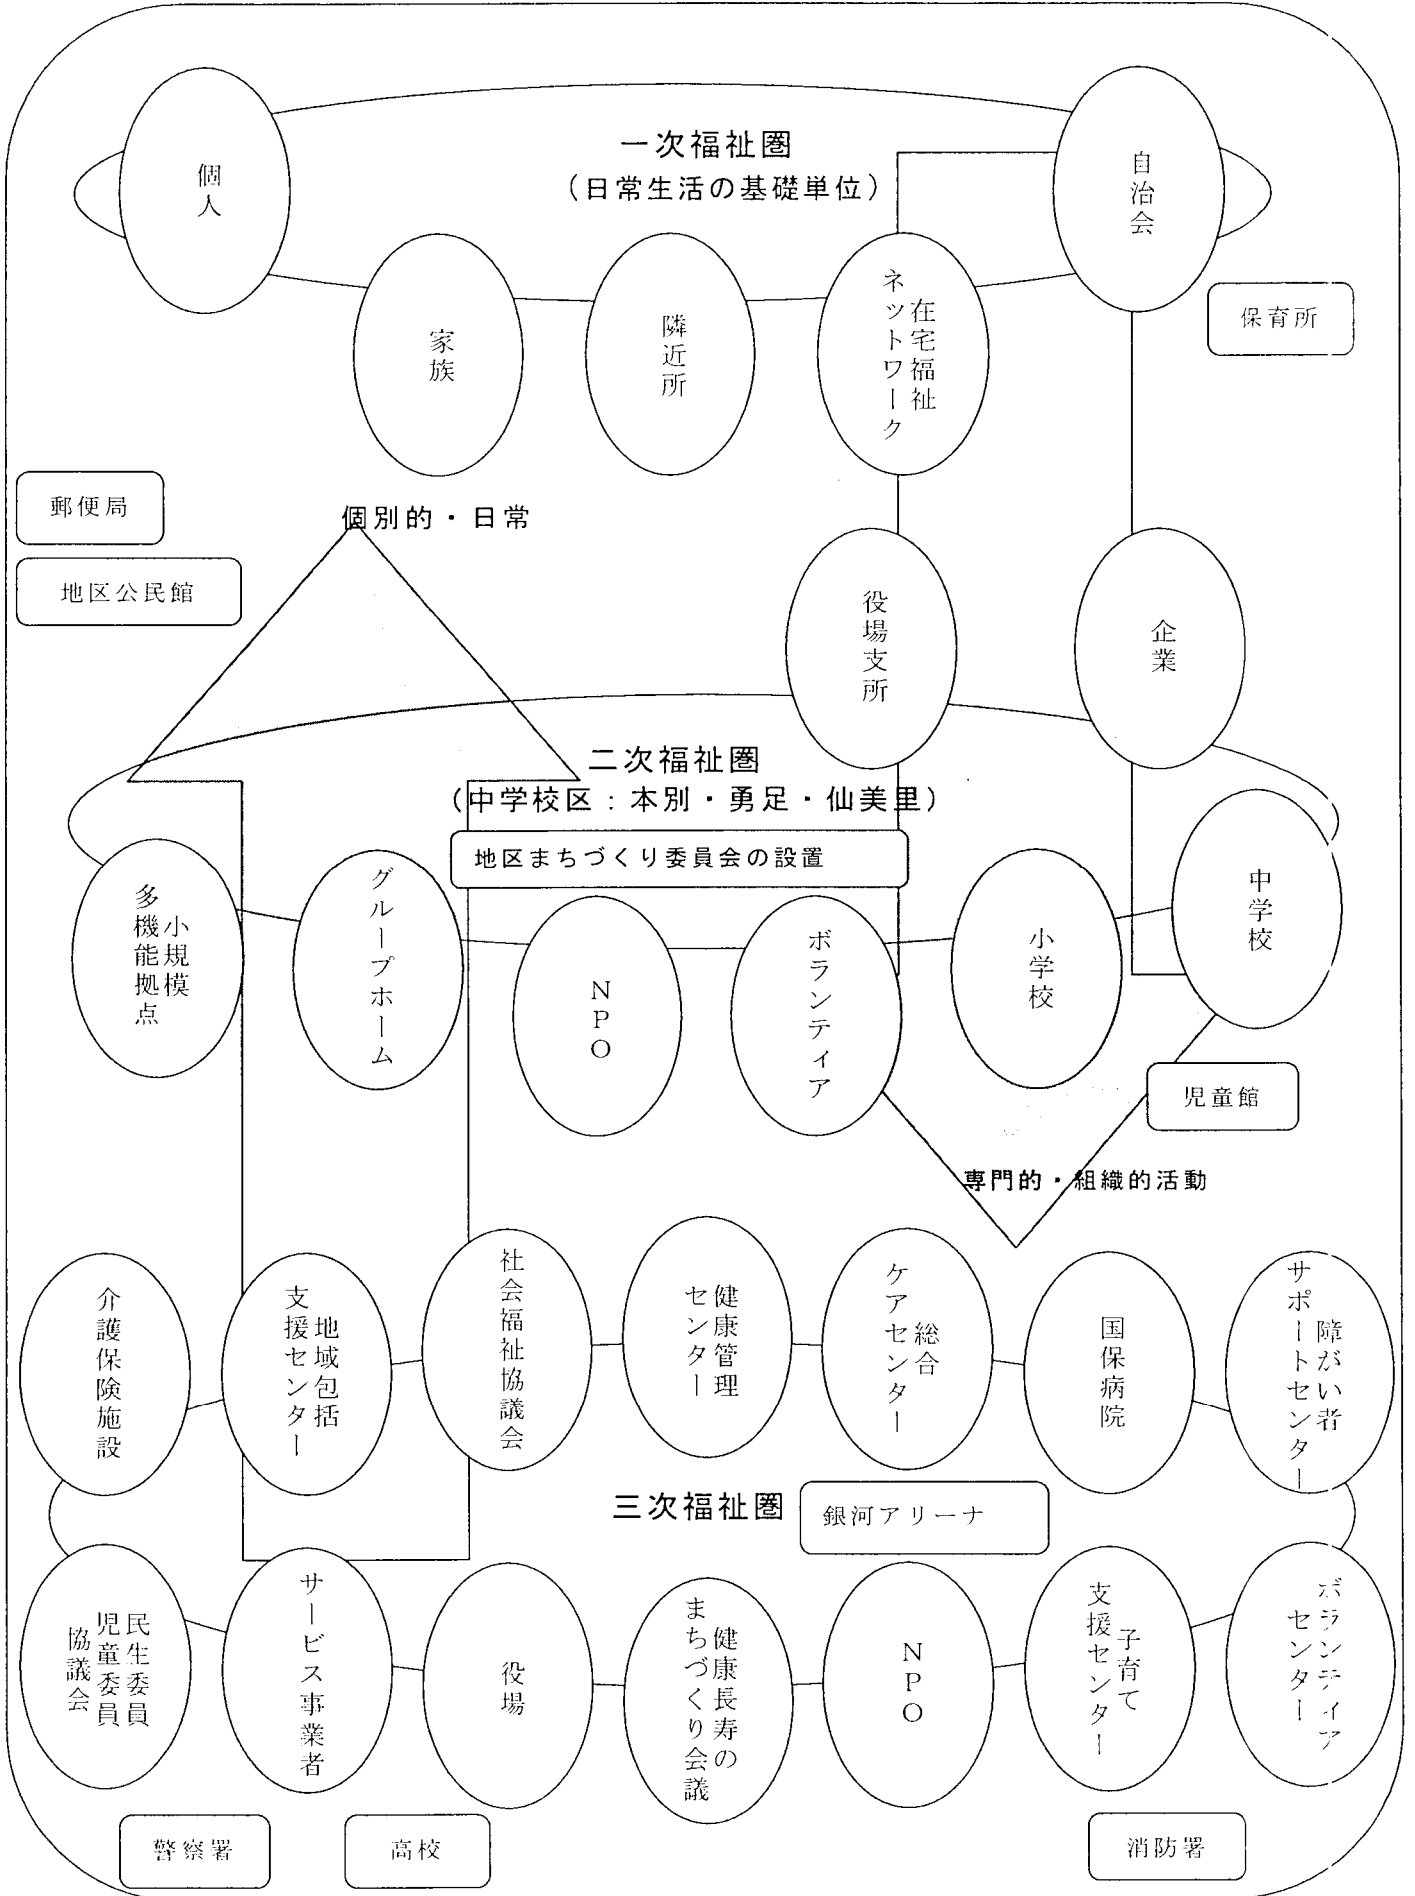 一次福祉圏
（日常生活の基礎単位）
個人
自治会
家族
隣近所
在宅福祉
ネットワーク
保育所
郵便局
地区公民館
個別的・日常
役場支所
企業
二次福祉圏
（中学校区：本別・勇足・仙美里）
地区まちづくり委員会の設置
小規模
多機能拠点
グループホーム
NPO
ボランティア
小学校
中学校
児童館
専門的・組織的活動
介護保険施設
地域包括
支援センター
社会福祉協議会
健康管理
センター
総合
ケアセンター
国保病院
障がい者
サポートセンター
三次福祉圏
銀河アリーナ
民生委員
児童委員
協議会
サービス事業者
役場
健康長寿の
まちづくり会議
NPO
子育て
支援センター
ボランティア
センター
警察署
高校
消防署